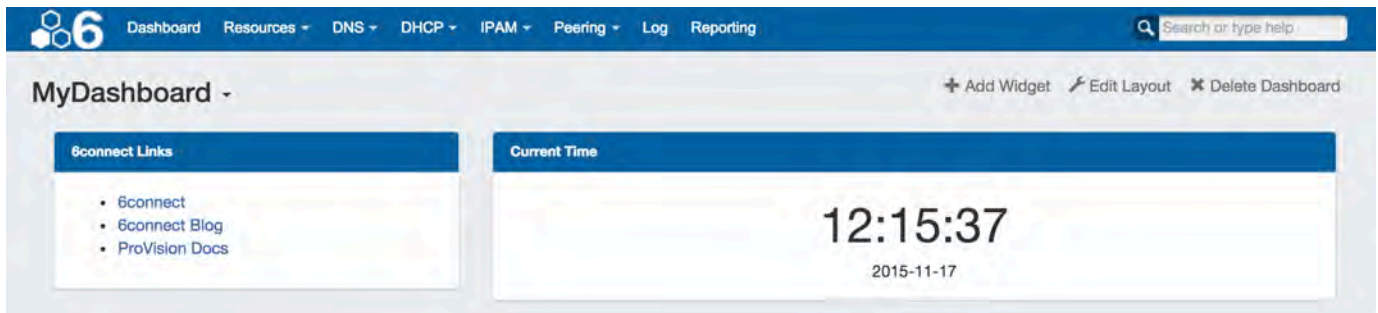 6 Dashboard Resources DNS DHCP IPAM Peering Log Reporting Search or type help
MyDashboard Add Widget Edit Layout Delete Dashboard
6connect Links
6connect
6connect Blog
ProVision Docs
Current Time
12:15:37
2015-11-17